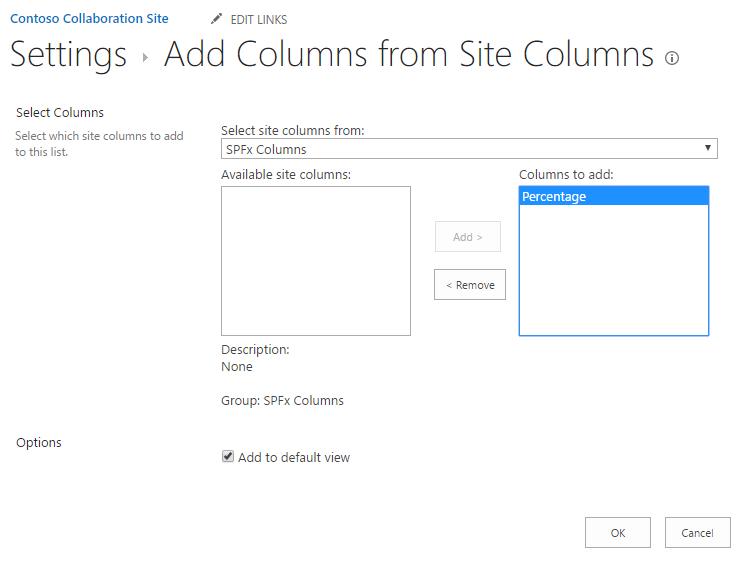 Contoso Collaboration Site EDIT LINKS
Settings › Add Columns from Site Columns
Select Columns
Select which site columns to add
to this list.
Select site columns from:
SPFx Columns
Available site columns:
Columns to add:
Percentage
Add >
< Remove
Description:
None
Group: SPFx Columns
Options
Add to default view
OK
Cancel